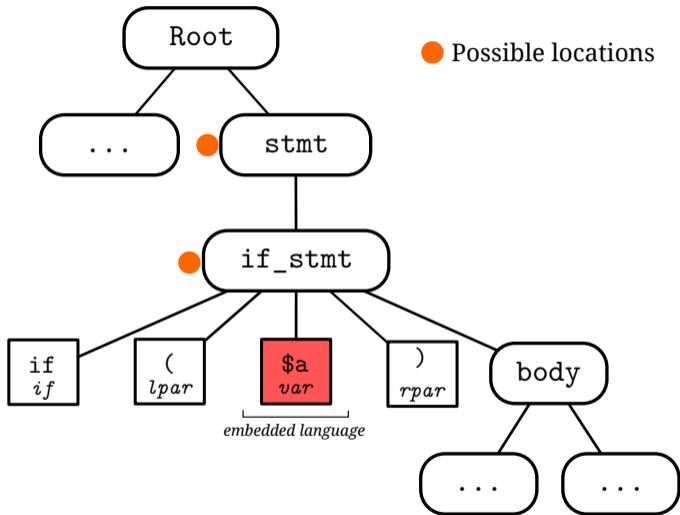 Root
Possible locations
...
stmt
if_stmt
if
if
(
lpar
$a
var
)
rpar
body
embedded language
...
...